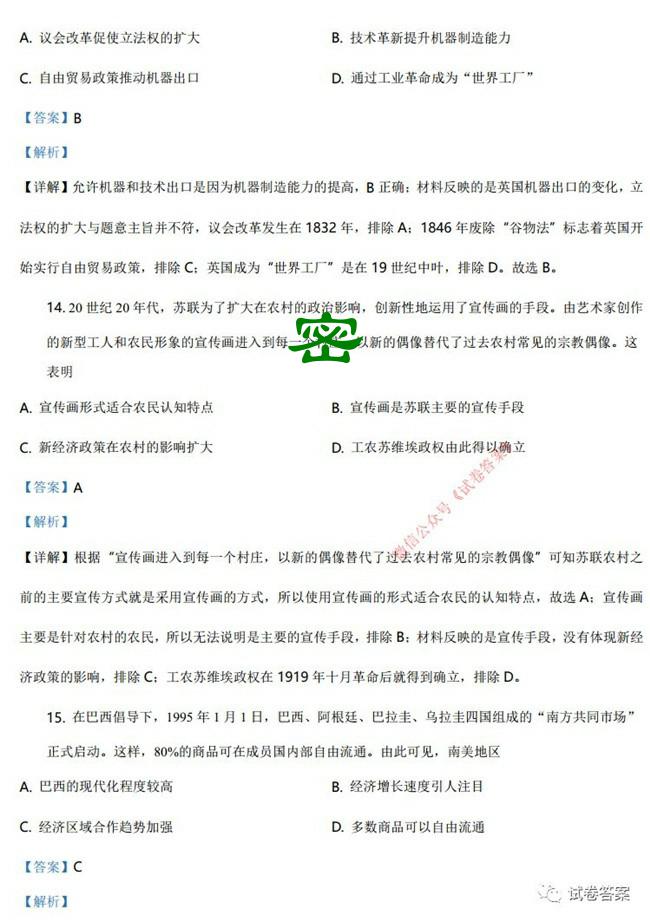 A. 议会改革促使立法权的扩大 B. 技术革新提升机器制造能力
C. 自由贸易政策推动机器出口 D. 通过工业革命成为“世界工厂”
【答案】B
【解析】
【详解】允许机器和技术出口是因为机器制造能力的提高，B 正确；材料反映的是英国机器出口的变化，立
法权的扩大与题意主旨并不符，议会改革发生在 1832 年，排除 A；1846 年废除“谷物法”标志着英国开
始实行自由贸易政策，排除 C；英国成为“世界工厂”是在 19 世纪中叶，排除 D。故选 B。
14. 20 世纪 20 年代，苏联为了扩大在农村的政治影响，创新性地运用了宣传画的手段。由艺术家创作
的新型工人和农民形象的宣传画进入到每一个 以新的偶像替代了过去农村常见的宗教偶像。这
密
表明
A. 宣传画形式适合农民认知特点 B. 宣传画是苏联主要的宣传手段
C. 新经济政策在农村的影响扩大 D. 工农苏维埃政权由此得以确立
微信公众号《试卷答案》
【答案】A
【解析】
【详解】根据“宣传画进入到每一个村庄，以新的偶像替代了过去农村常见的宗教偶像”可知苏联农村之
前的主要宣传方式就是采用宣传画的方式，所以使用宣传画的形式适合农民的认知特点，故选 A；宣传画
主要是针对农村的农民，所以无法说明是主要的宣传手段，排除 B；材料反映的是宣传手段，没有体现新经
济政策的影响，排除 C；工农苏维埃政权在 1919 年十月革命后就得到确立，排除 D。
15. 在巴西倡导下，1995 年 1 月 1 日，巴西、阿根廷、巴拉圭、乌拉圭四国组成的“南方共同市场”
正式启动。这样，80%的商品可在成员国内部自由流通。由此可见，南美地区
A. 巴西的现代化程度较高 B. 经济增长速度引人注目
C. 经济区域合作趋势加强 D. 多数商品可以自由流通
【答案】C
【解析】
试卷答案